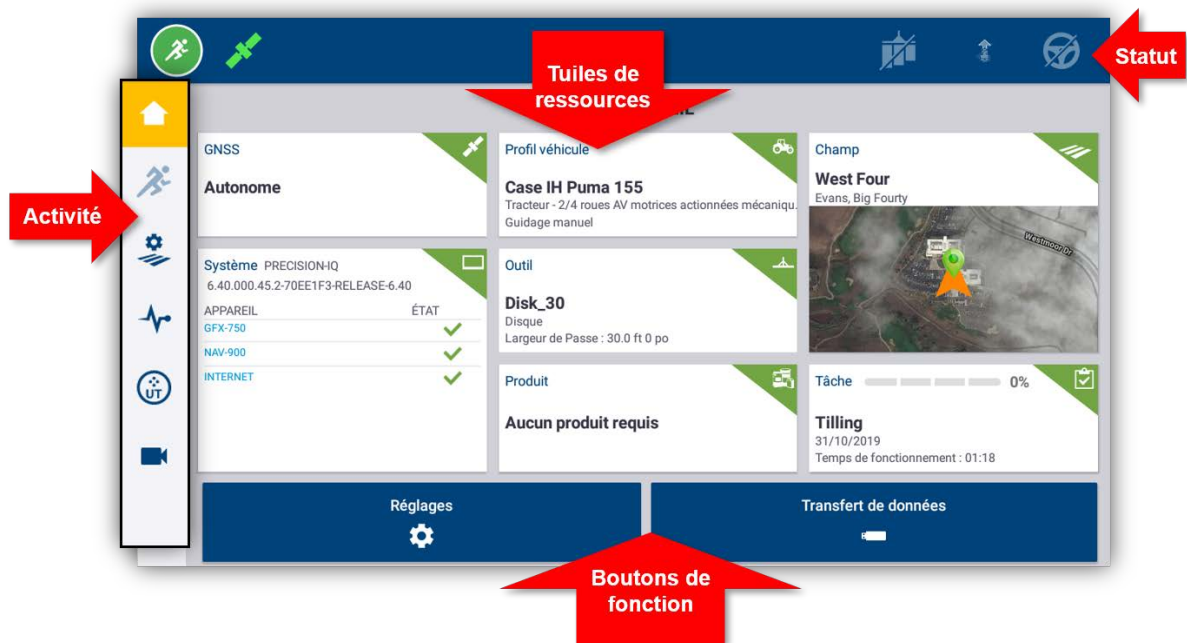 Statut
Tuiles de
ressources
Activité
GNSS
Autonome
Profil véhicule
Case IH Puma 155
Tracteur - 2/4 roues AV motrices actionnées mécaniqu.
Guidage manuel
Champ
West Four
Evans, Big Fourty
Westmoor Dr
Système PRECISION-IQ
6.40.000.45.2-70EE1F3-RELEASE-6.40
APPAREIL ÉTAT
GFX-750
NAV-900
INTERNET
Outil
Disk_30
Disque
Largeur de Passe : 30.0 ft 0 po
UT
Produit
Aucun produit requis
Tâche 0%
Tilling
31/10/2019
Temps de fonctionnement : 01:18
Réglages
Transfert de données
Boutons de
fonction